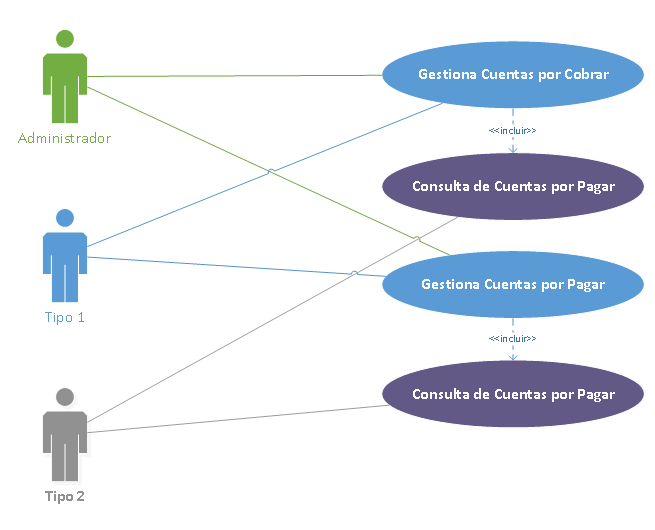 Gestiona Cuentas por Cobrar
<<incluir>>
Administrador
Consulta de Cuentas por Pagar
Gestiona Cuentas por Pagar
Tipo 1
<<incluir>>
Consulta de Cuentas por Pagar
Tipo 2